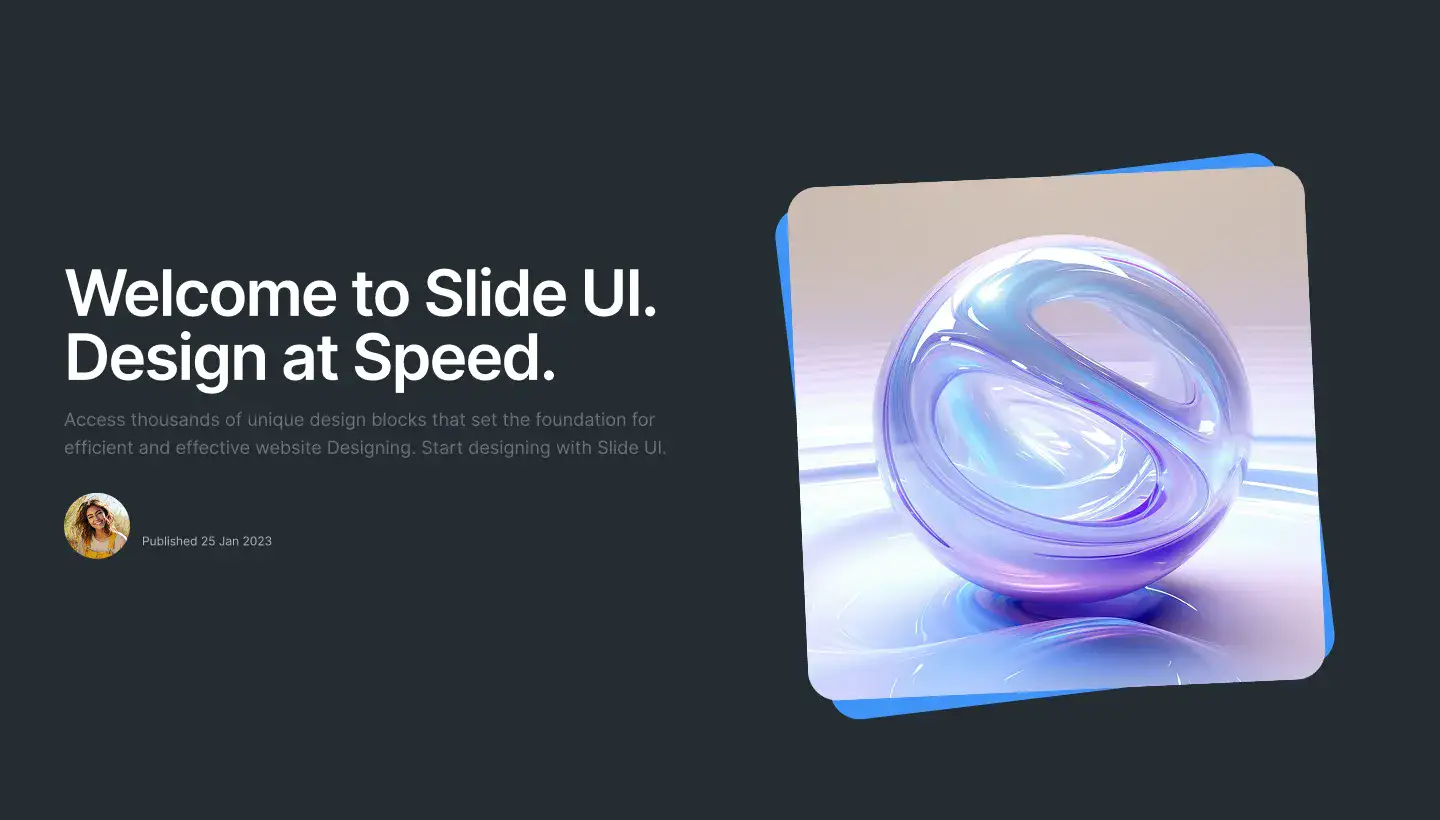 Welcome to Slide UI.
Design at Speed.
Access thousands of unique design blocks that set the foundation for
efficient and effective website Designing. Start designing with Slide UI.
Published 25 Jan 2023